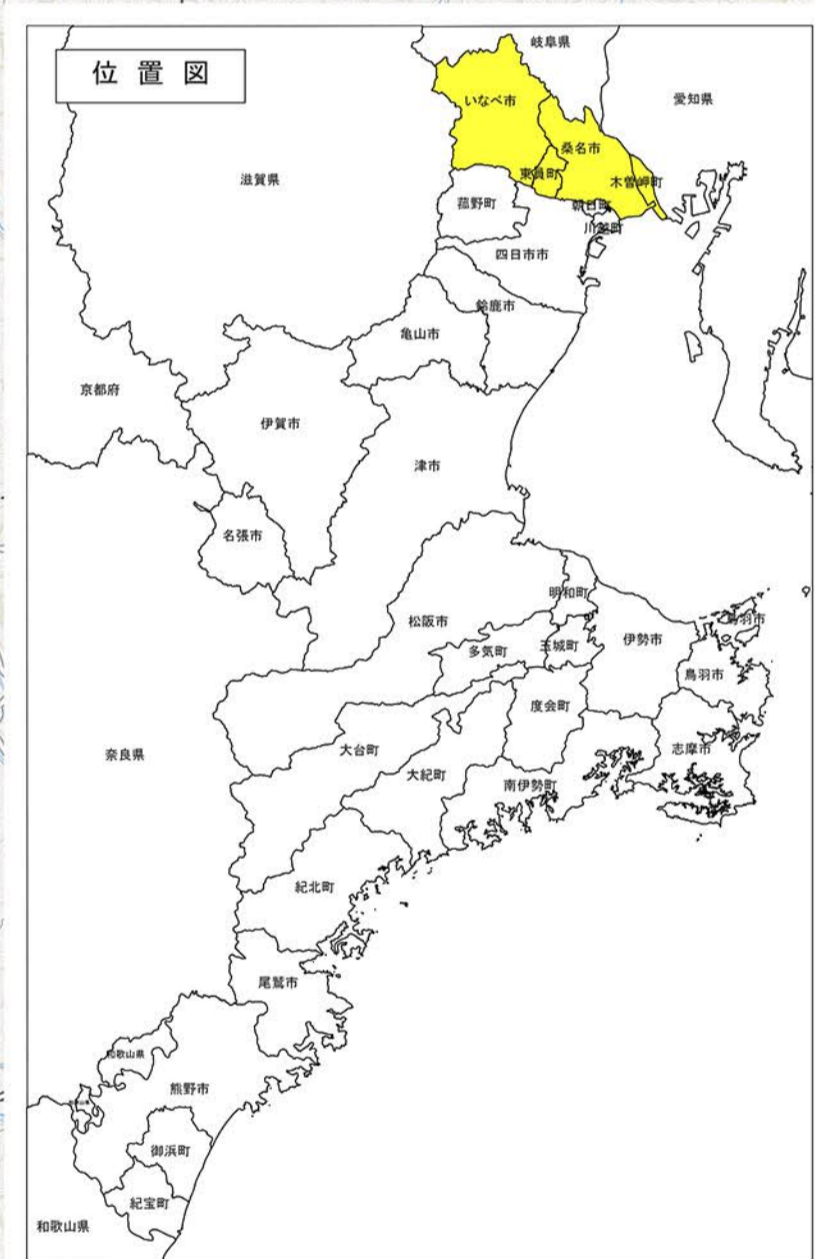 位置図
岐阜県
いなべ市
愛知県
桑名市
東員町
木曽岬町
滋賀県
菰野町
朝日町
川越町
四日市市
鈴鹿市
亀山市
京都府
伊賀市
津市
名張市
明和町
松阪市
鳥羽市
伊勢市
玉城町
多気町
鳥羽市
度会町
大台町
志摩市
奈良県
大紀町
南伊勢町
紀北町
尾鷲市
和歌山県
熊野市
御浜町
紀宝町
和歌山県